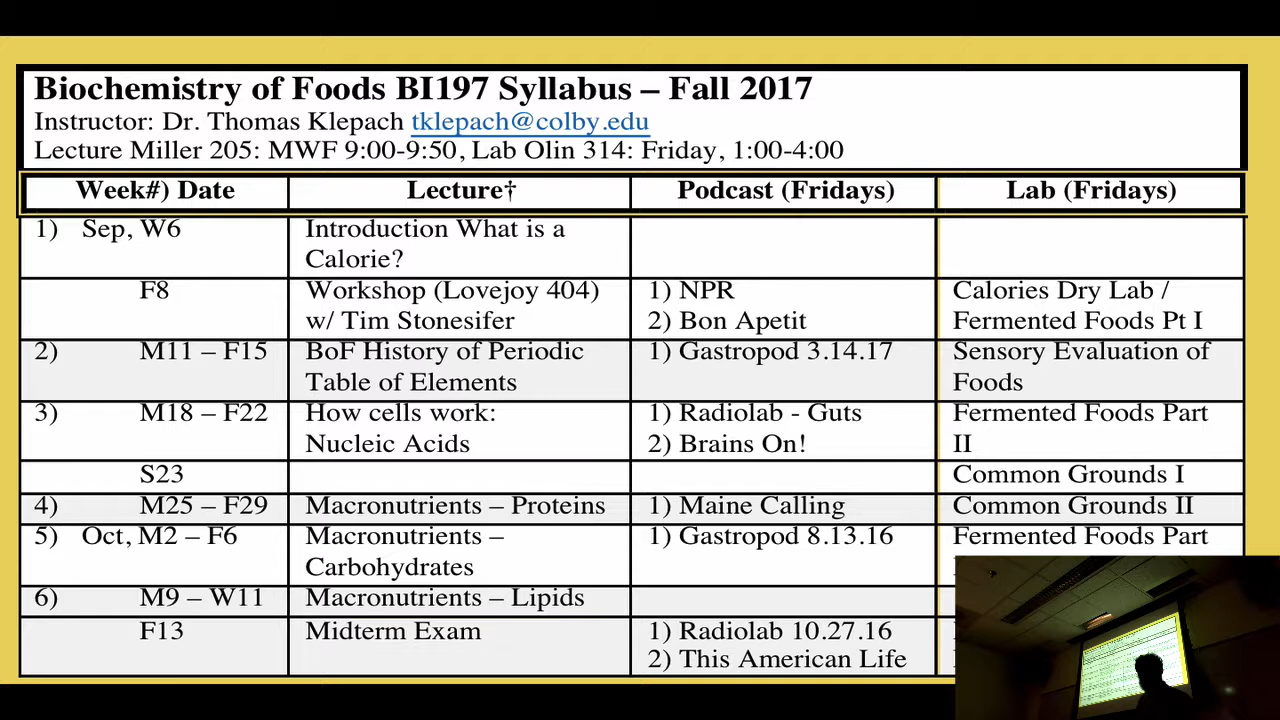 Biochemistry of Foods BI197 Syllabus – Fall 2017
Instructor: Dr. Thomas Klepach tklepach@colby.edu
Lecture Miller 205: MWF 9:00-9:50, Lab Olin 314: Friday, 1:00-4:00
Week#) Date Lecture† Podcast (Fridays) Lab (Fridays)
1) Sep, W6 Introduction What is a
Calorie?
F8 Workshop (Lovejoy 404) 1) NPR Calories Dry Lab /
w/ Tim Stonesifer 2) Bon Apetit Fermented Foods Pt I
2) M11 – F15 BoF History of Periodic 1) Gastropod 3.14.17 Sensory Evaluation of
Table of Elements Foods
3) M18 – F22 How cells work: 1) Radiolab - Guts Fermented Foods Part
Nucleic Acids 2) Brains On! II
S23 Common Grounds I
4) M25 – F29 Macronutrients – Proteins 1) Maine Calling Common Grounds II
5) Oct, M2 – F6 Macronutrients – 1) Gastropod 8.13.16 Fermented Foods Part
Carbohydrates
6) M9 – W11 Macronutrients – Lipids
F13 Midterm Exam 1) Radiolab 10.27.16
2) This American Life